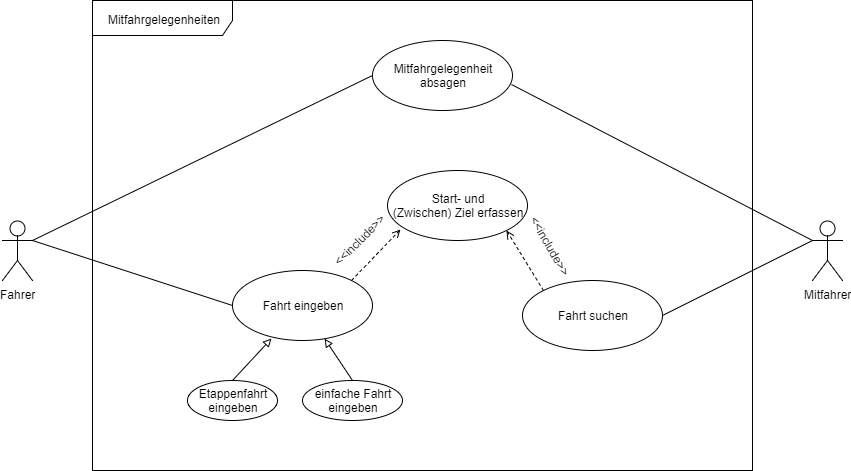 Mitfahrgelegenheiten
Mitfahrgelegenheit
absagen
Start- und
(Zwischen) Ziel erfassen
<<include>>
<<include>>
Fahrer
Mitfahrer
Fahrt eingeben
Fahrt suchen
Etappenfahrt
eingeben
einfache Fahrt
eingeben